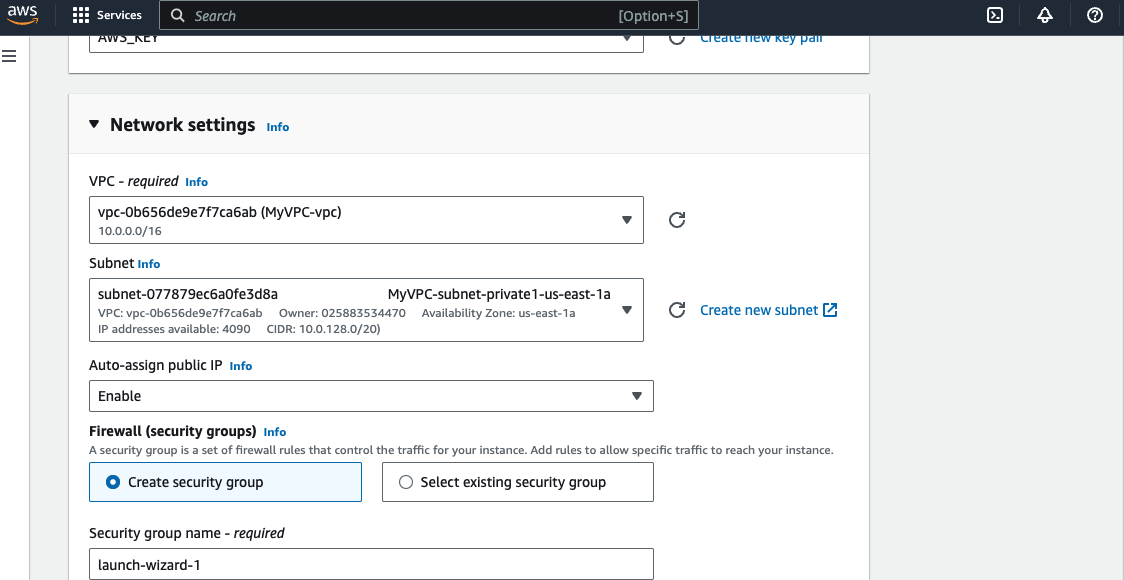 aws Services Search [Option+S]
AWS_KEY Create new key pair
Network settings Info
VPC - required Info
vpc-0b656de9e7f7ca6ab (MyVPC-vpc)
10.0.0.0/16
Subnet Info
subnet-077879ec6a0fe3d8a MyVPC-subnet-private1-us-east-1a
VPC: vpc-0b656de9e7f7ca6ab Owner: 025883534470 Availability Zone: us-east-1a
IP addresses available: 4090 CIDR: 10.0.128.0/20)
Create new subnet
Auto-assign public IP Info
Enable
Firewall (security groups) Info
A security group is a set of firewall rules that control the traffic for your instance. Add rules to allow specific traffic to reach your instance.
Create security group Select existing security group
Security group name - required
launch-wizard-1